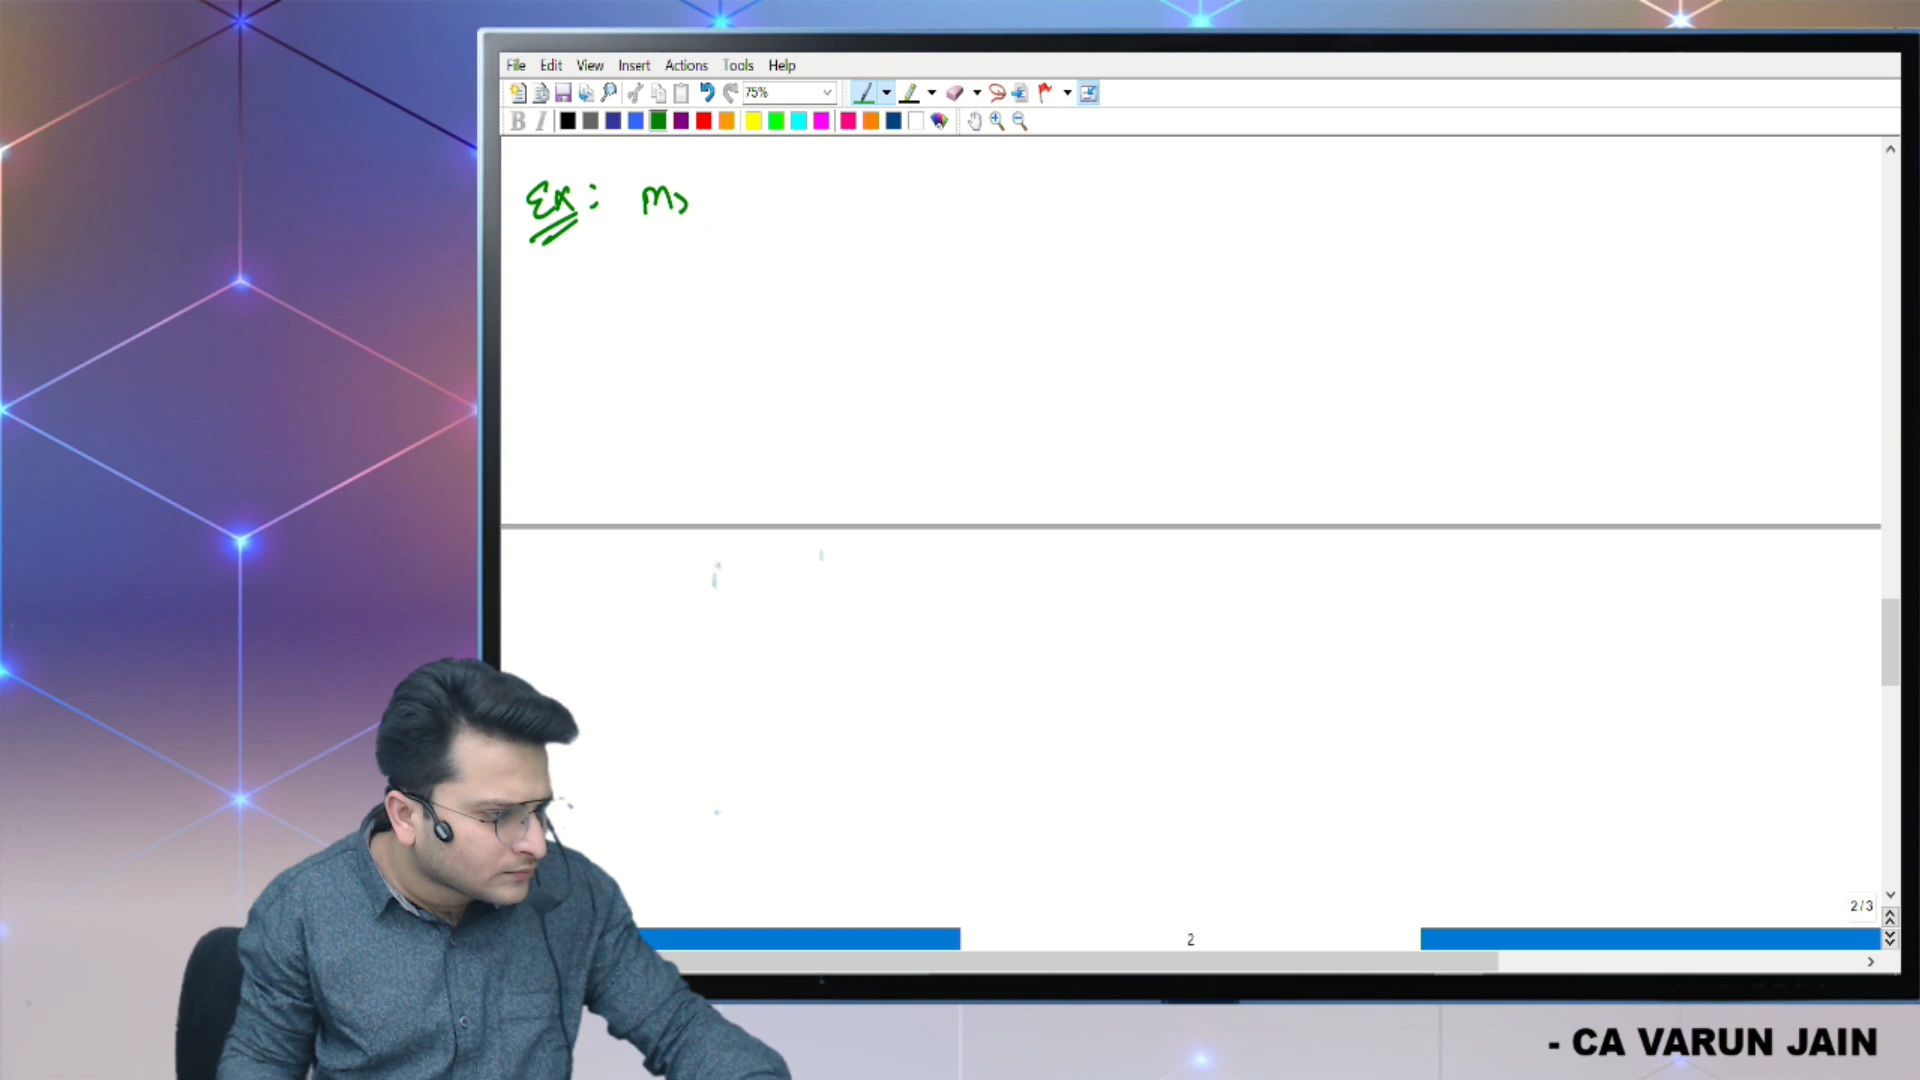 File Edit View Insert Actions Tools Help
75%
B I
Ex: Ms
2/3
2
- CA VARUN JAIN